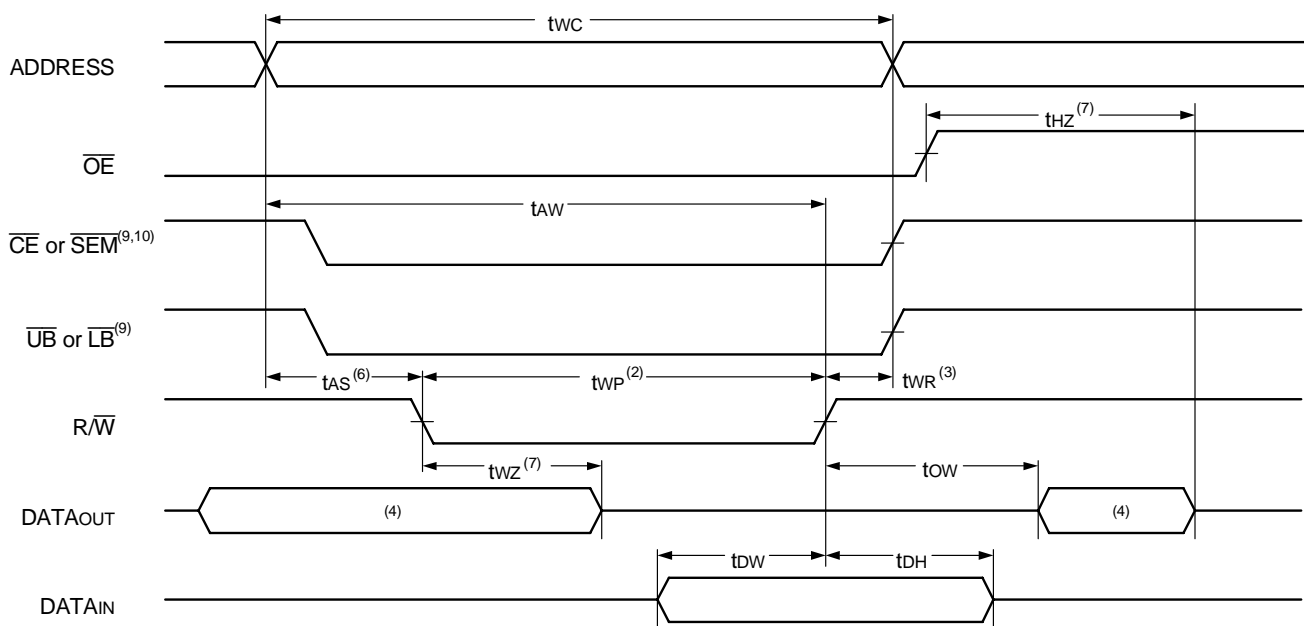 tWC
ADDRESS
tHZ(7)
OE
tAW
CE or SEM(9,10)
UB or LB(9)
tAS(6)
tWP(2)
tWR(3)
R/W
tWZ(7)
tOW
DATAOUT
(4)
(4)
tDW
tDH
DATAIN